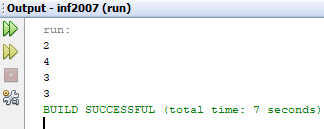 Output - inf2007 (run)
run:
2
4
3
3
BUILD SUCCESSFUL (total time: 7 seconds)